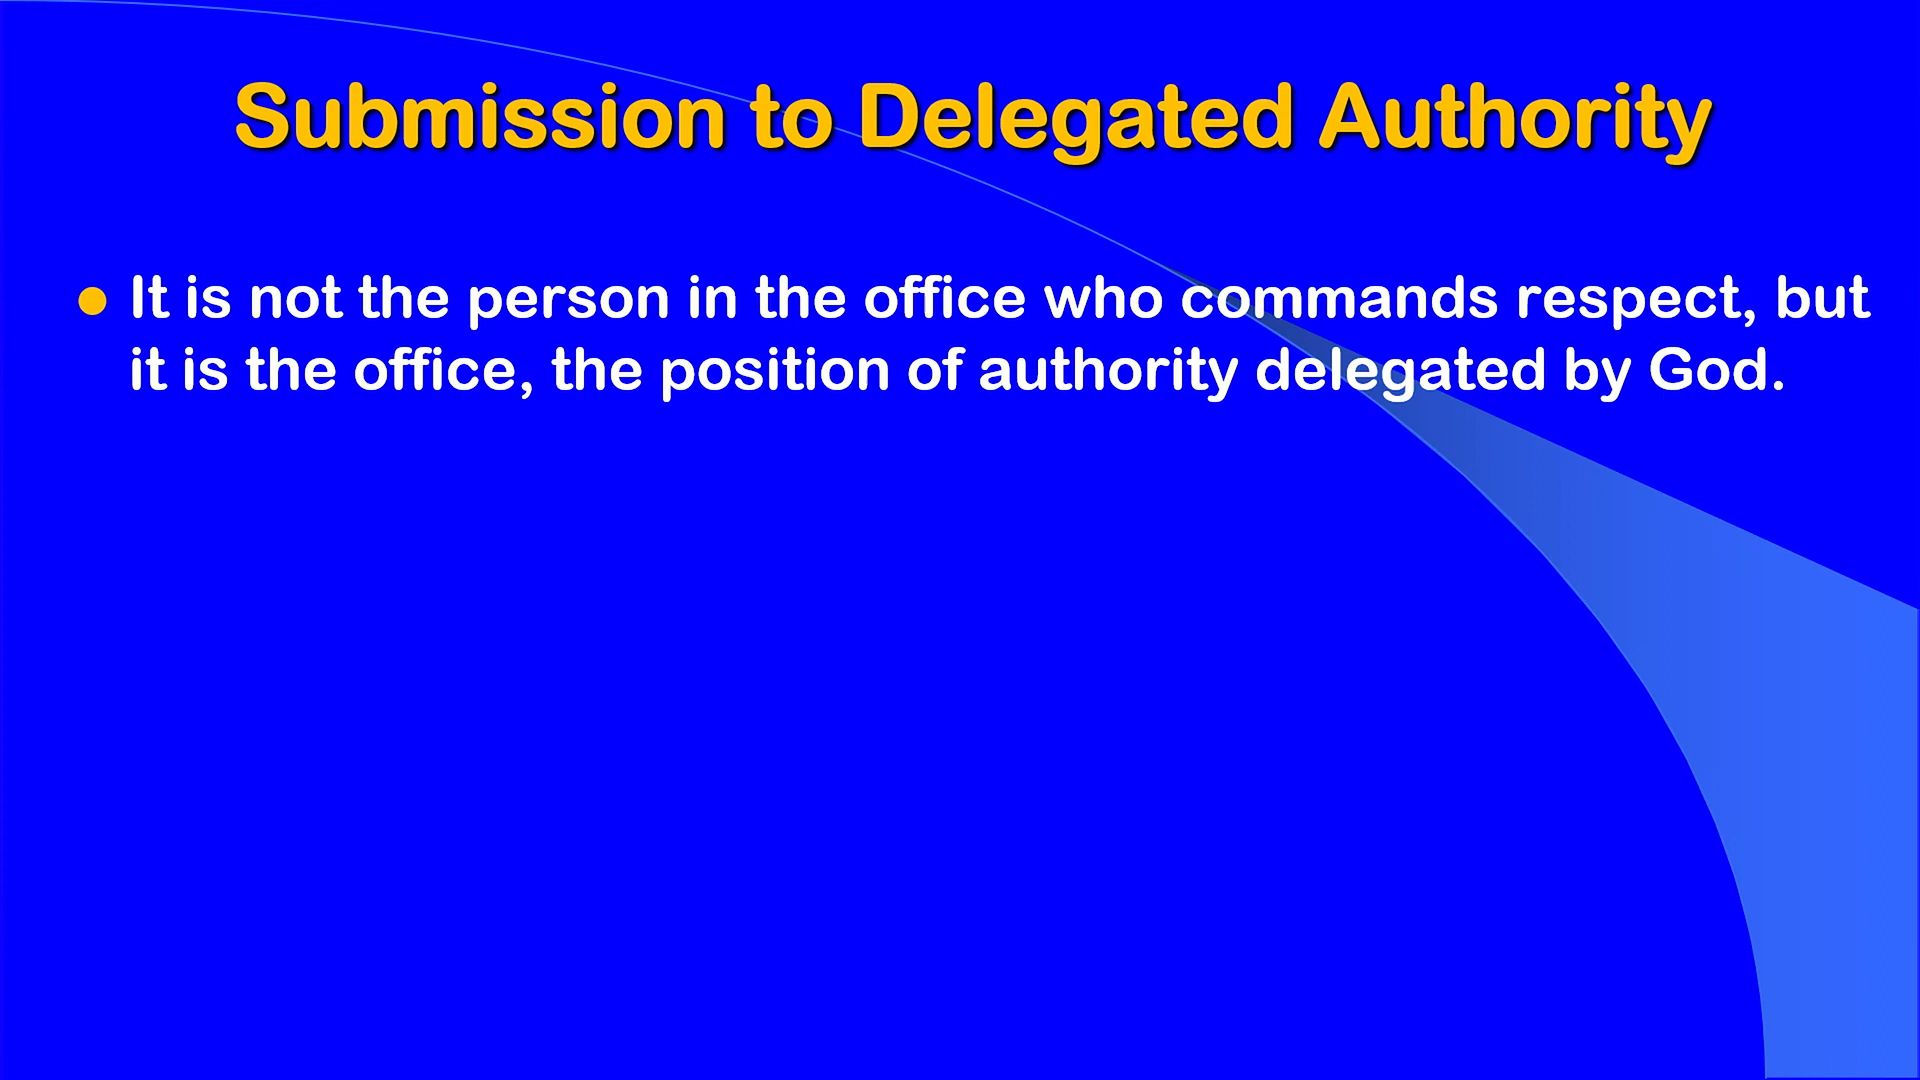 Submission to Delegated Authority
● It is not the person in the office who commands respect, but
it is the office, the position of authority delegated by God.